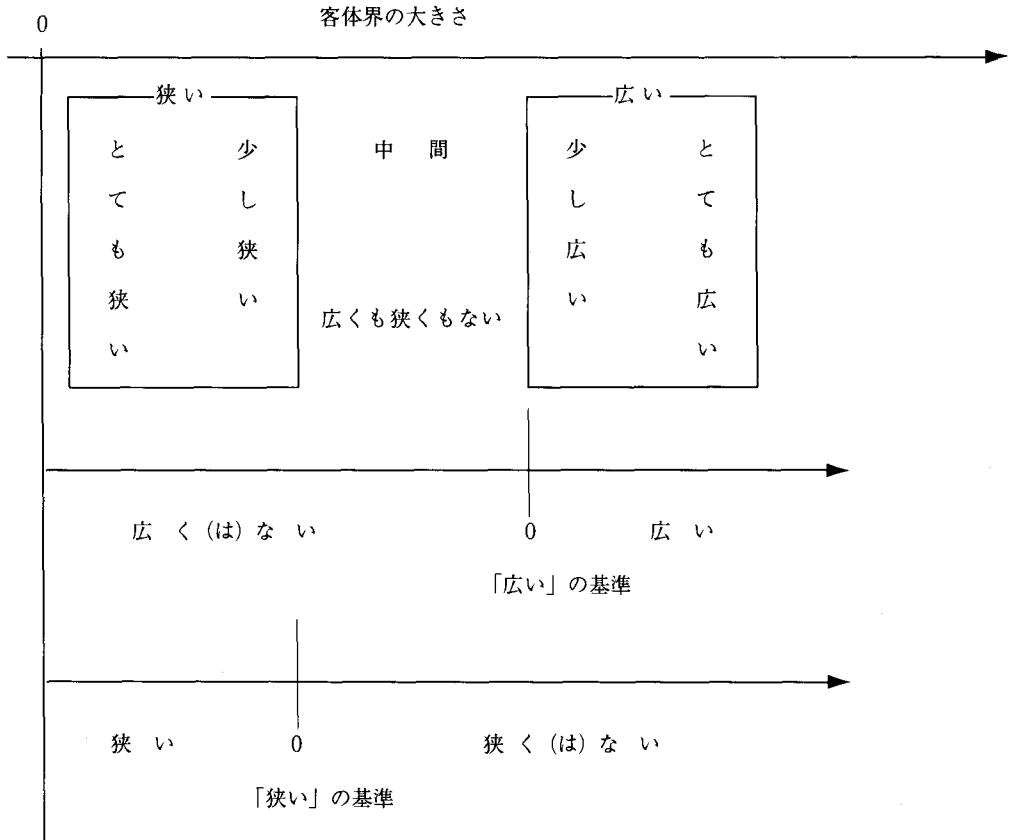 客体界の大きさ
0
狭い
広い
とても狭い
少し狭い
中間
広くも狭くもない
少し広い
とても広い
広く（は）ない
0
広い
「広い」の基準
狭い
0
狭く（は）ない
「狭い」の基準